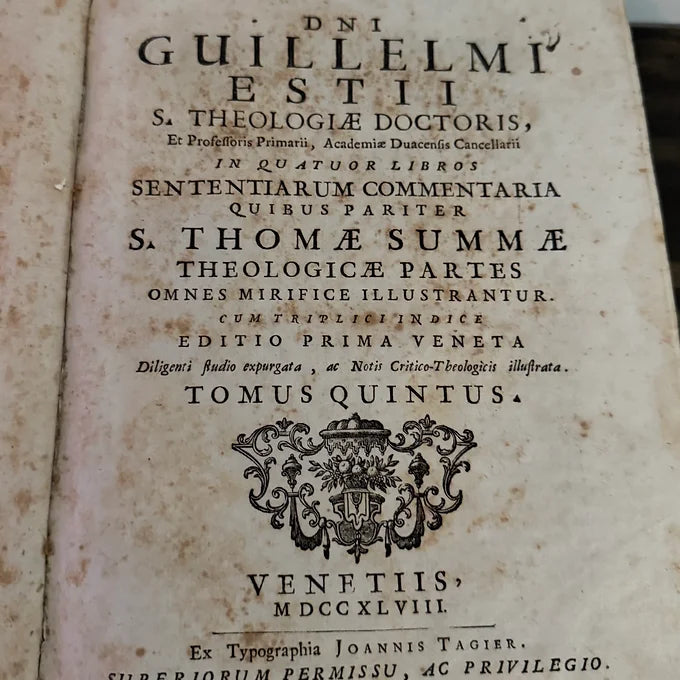 DNI
GUILLELMI
ESTII
S. THEOLOGIÆ DOCTORIS,
Et Profeſſoris Primarii, Academiæ Duacenſis Cancellarii
IN QUATUOR LIBROS
SENTENTIARUM COMMENTARIA
QUIBUS PARITER
S. THOMÆ SUMMÆ
THEOLOGICÆ PARTES
OMNES MIRIFICE ILLUSTRANTUR.
CUM TRIPLICI INDICE
EDITIO PRIMA VENETA
Diligenti ſtudio expurgata, ac Notis Critico-Theologicis illuſtrata.
TOMUS QUINTUS.
VENETIIS,
MDCCXLVIII.
Ex Typographia JOANNIS TAGIER.
SUPERIORUM PERMISSU, AC PRIVILEGIO.